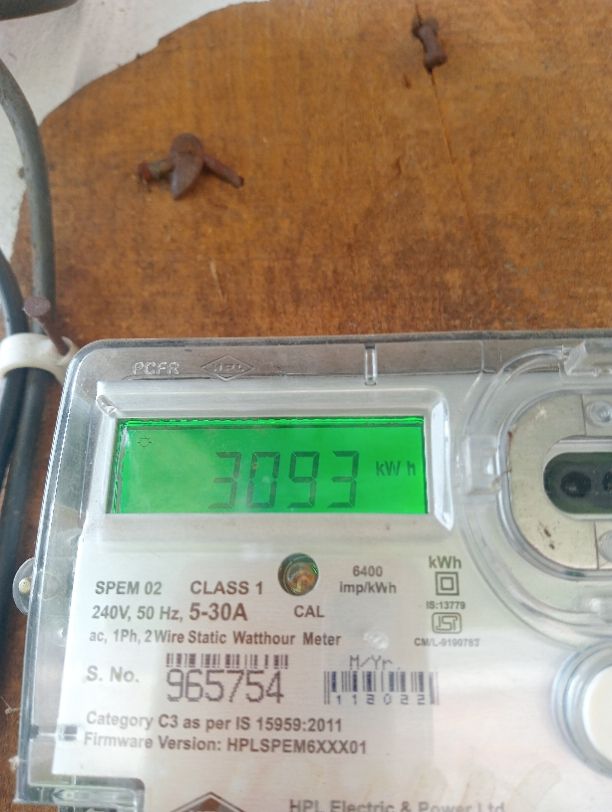 PCFR HPL
3093 kWh
6400
imp/kWh
kWh
SPEM 02 CLASS 1
240V, 50 Hz, 5-30A
CAL
IS:13779
ac, 1Ph, 2 Wire Static Watthour Meter
CM/L-9190783
S. No. 965754
M/Yr.
112022
Category C3 as per IS 15959:2011
Firmware Version: HPLSPEM6XXX01
HPL Electric & Power Ltd